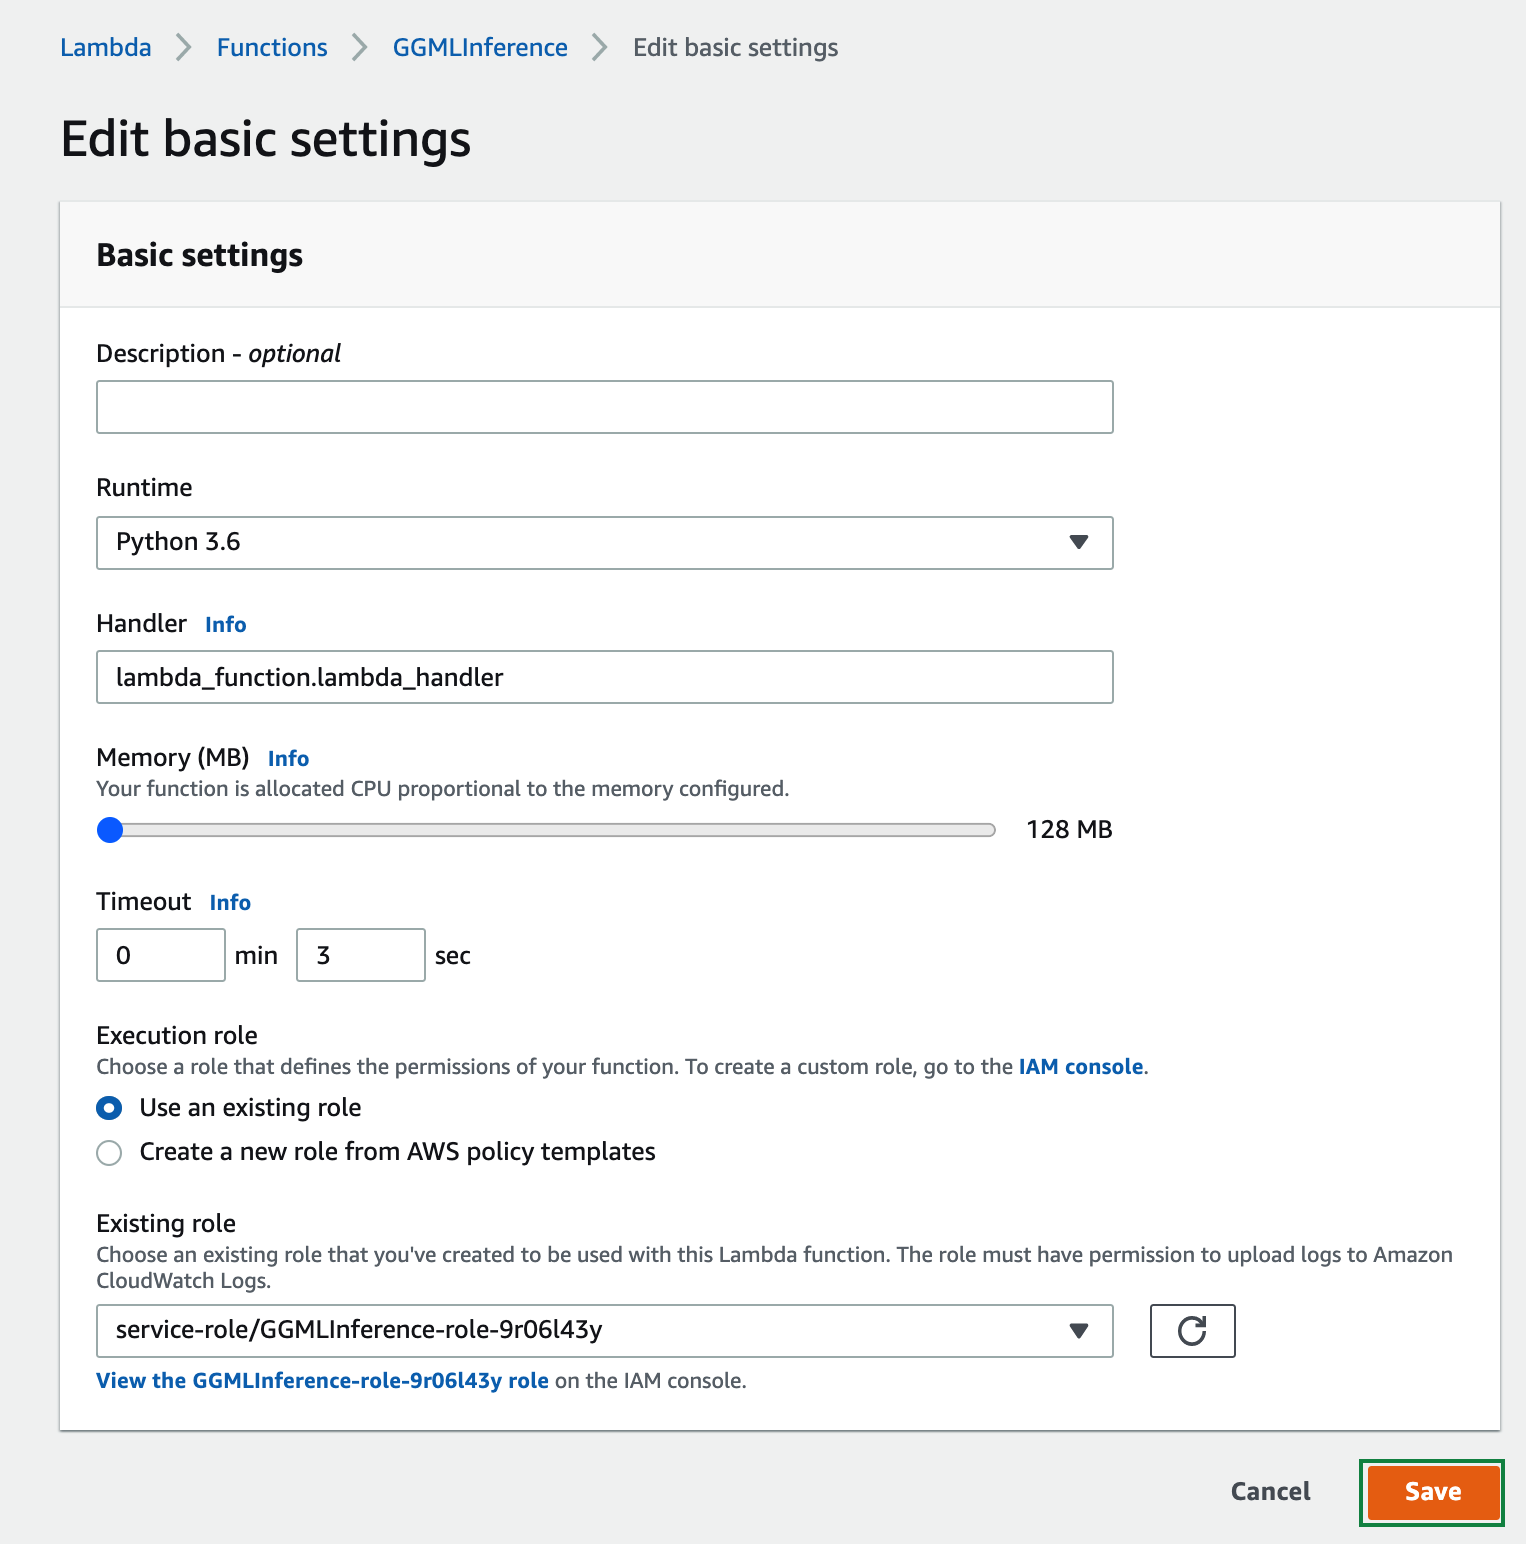 Lambda Functions GGMLInference Edit basic settings
Edit basic settings
Basic settings
Description - optional
Runtime
Python 3.6
Handler Info
lambda_function.lambda_handler
Memory (MB) Info
Your function is allocated CPU proportional to the memory configured.
128 MB
Timeout Info
0 min 3 sec
Execution role
Choose a role that defines the permissions of your function. To create a custom role, go to the IAM console.
Use an existing role
Create a new role from AWS policy templates
Existing role
Choose an existing role that you've created to be used with this Lambda function. The role must have permission to upload logs to Amazon
CloudWatch Logs.
service-role/GGMLInference-role-9r06l43y
View the GGMLInference-role-9r06l43y role on the IAM console.
Cancel Save